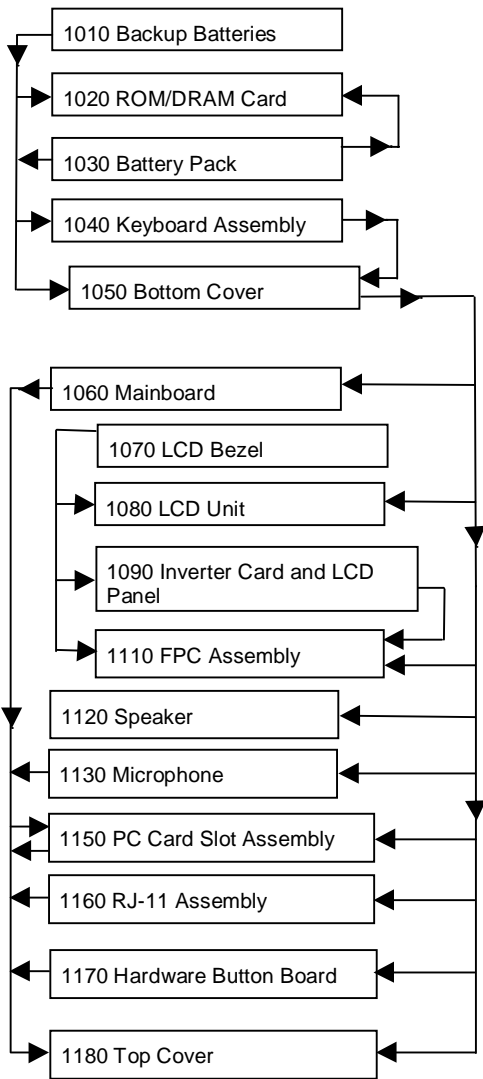 1010 Backup Batteries
1020 ROM/DRAM Card
1030 Battery Pack
1040 Keyboard Assembly
1050 Bottom Cover
1060 Mainboard
1070 LCD Bezel
1080 LCD Unit
1090 Inverter Card and LCD
Panel
1110 FPC Assembly
1120 Speaker
1130 Microphone
1150 PC Card Slot Assembly
1160 RJ-11 Assembly
1170 Hardware Button Board
1180 Top Cover